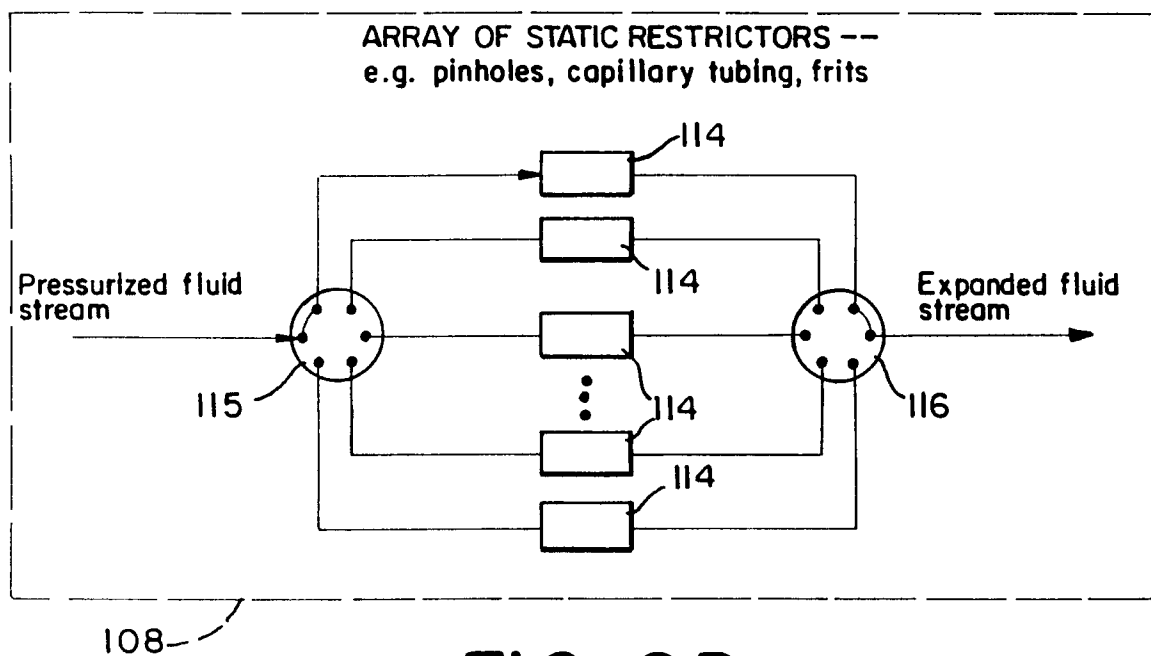 ARRAY OF STATIC RESTRICTORS --
e.g. pinholes, capillary tubing, frits
114
114
Pressurized fluid
stream
Expanded fluid
stream
115
114
116
114
108